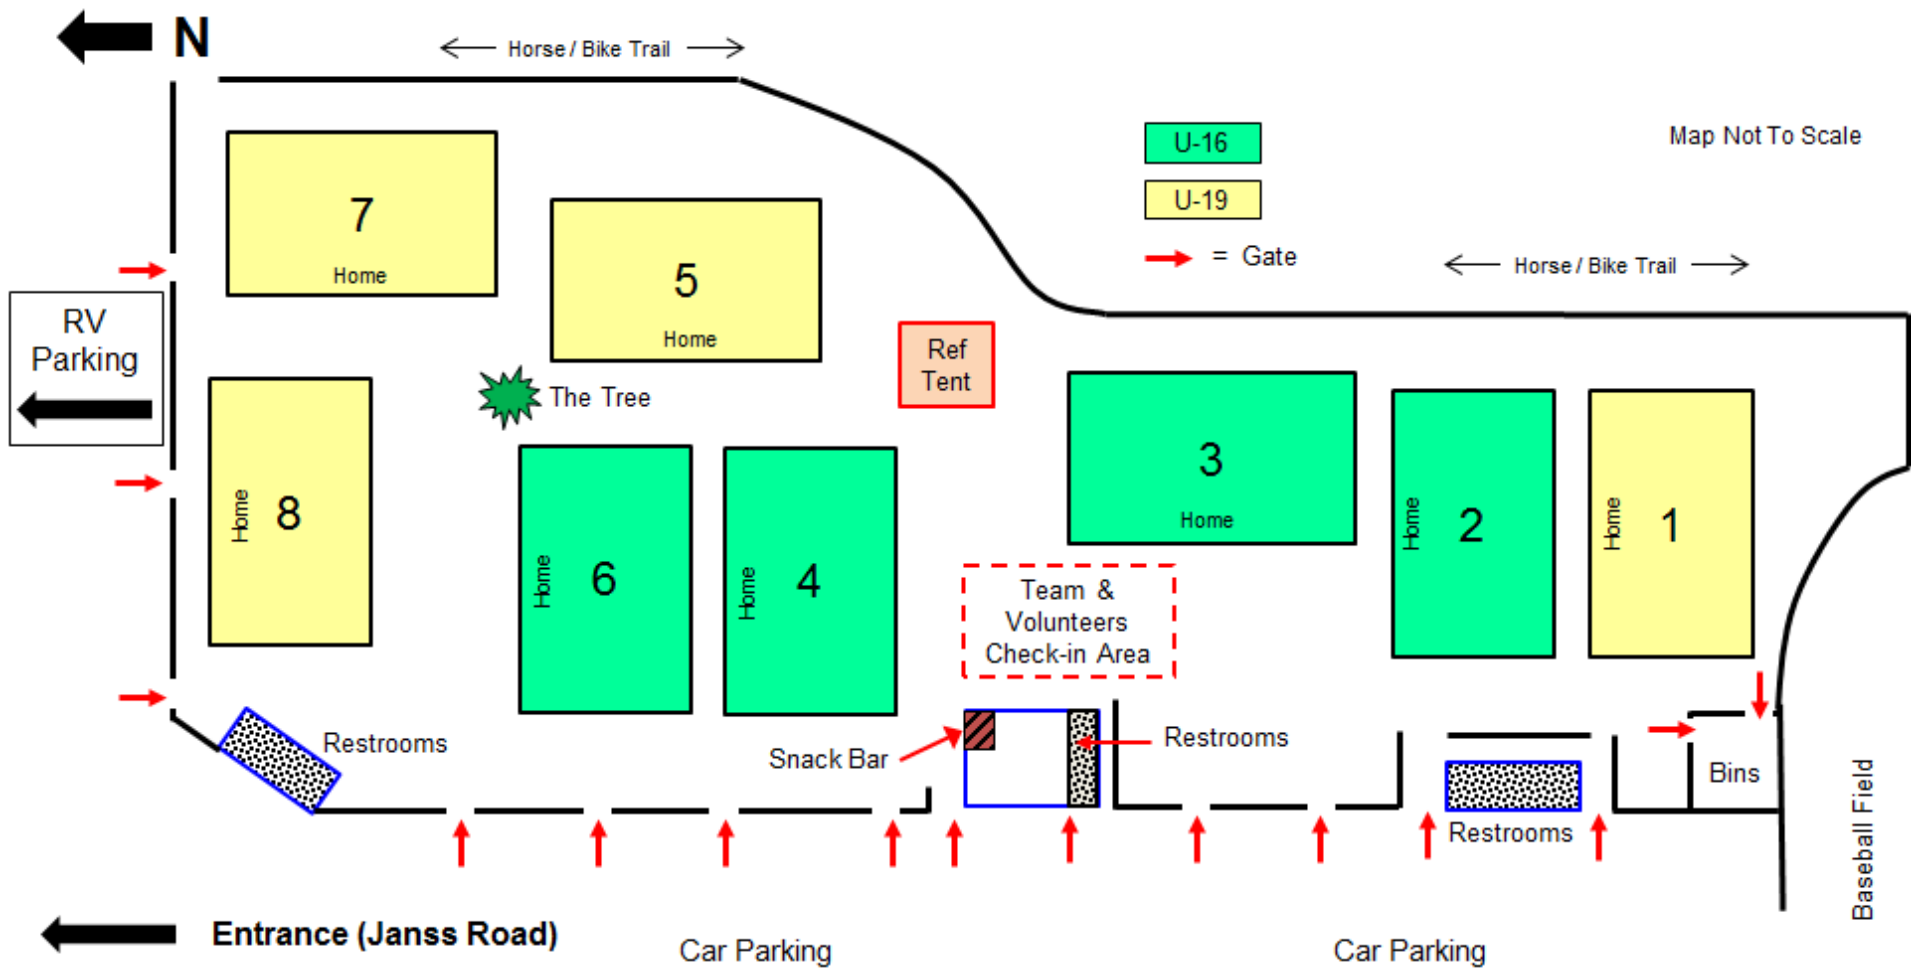 N
Horse / Bike Trail
U-16
Map Not To Scale
U-19
= Gate
Horse / Bike Trail
7
Home
5
Home
RV
Parking
Ref
Tent
The Tree
3
Home
Home
2
Home
1
Home
8
Home
6
Home
4
Team &
Volunteers
Check-in Area
Restrooms
Snack Bar
Restrooms
Bins
Restrooms
Baseball Field
Entrance (Janss Road)
Car Parking
Car Parking